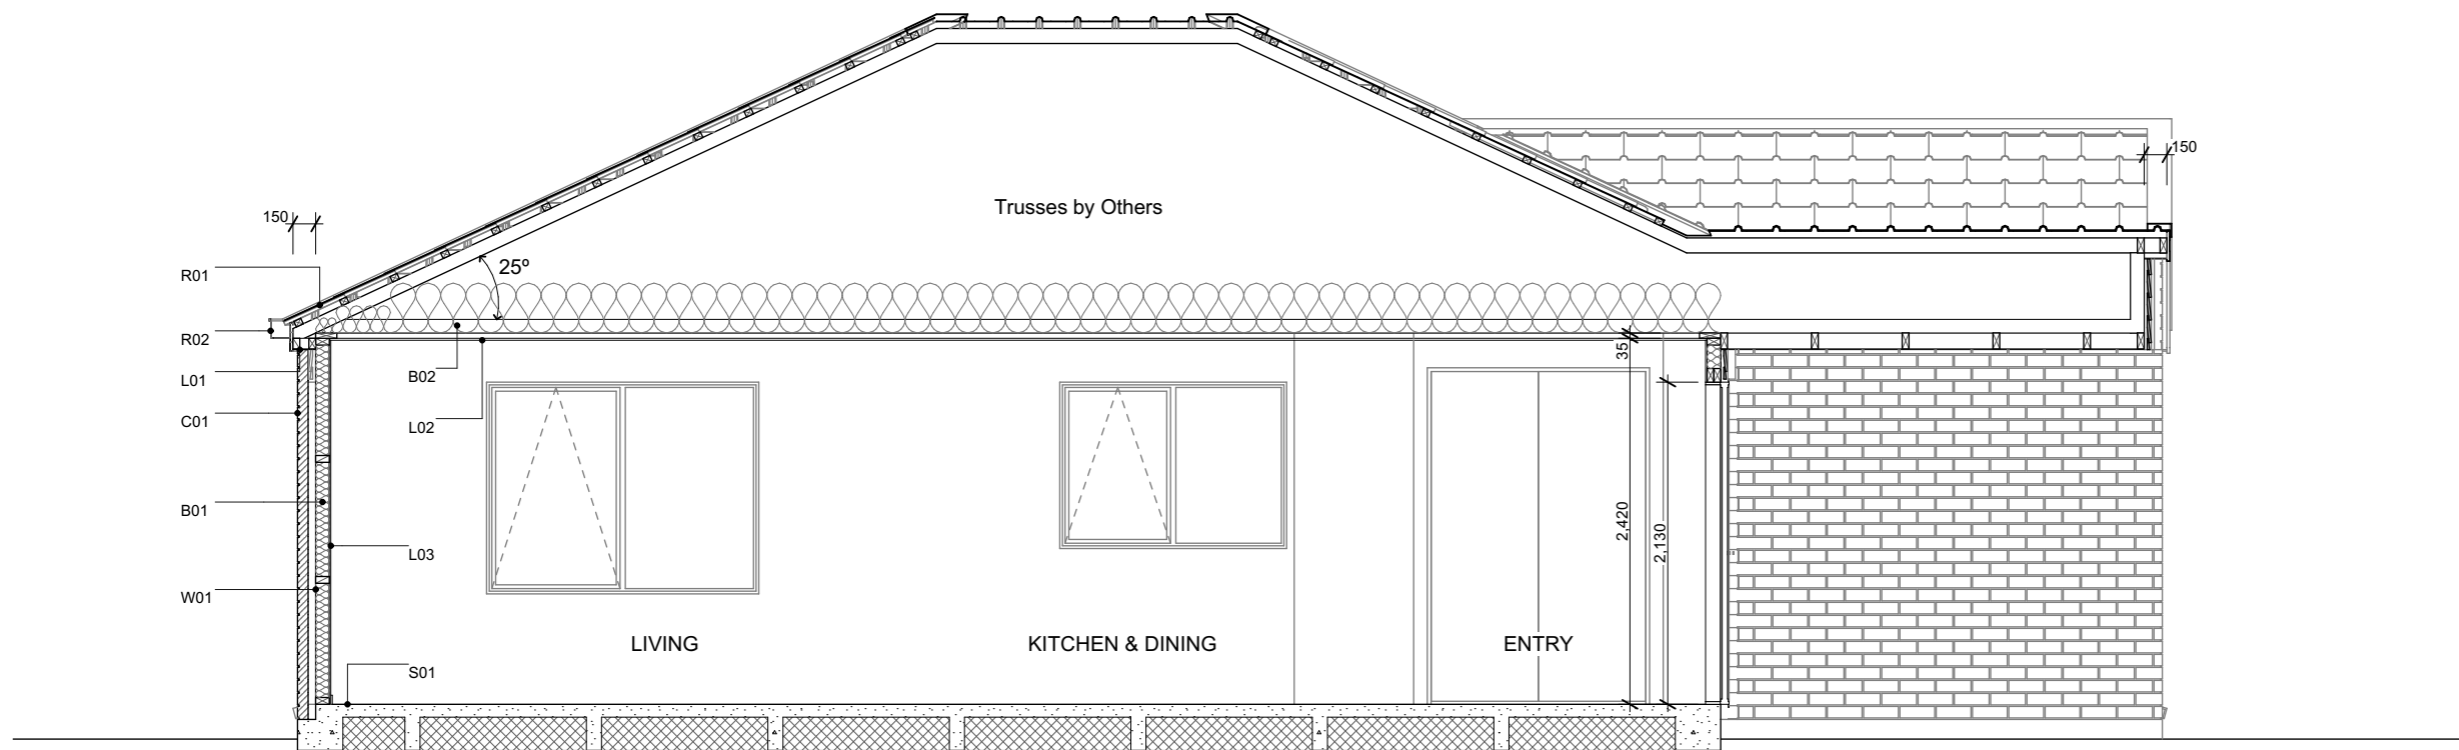 150
Trusses by Others
150
25º
R01
R02
L01
B02
C01
L02
35
B01
2,420
2,130
L03
W01
LIVING
KITCHEN & DINING
ENTRY
S01